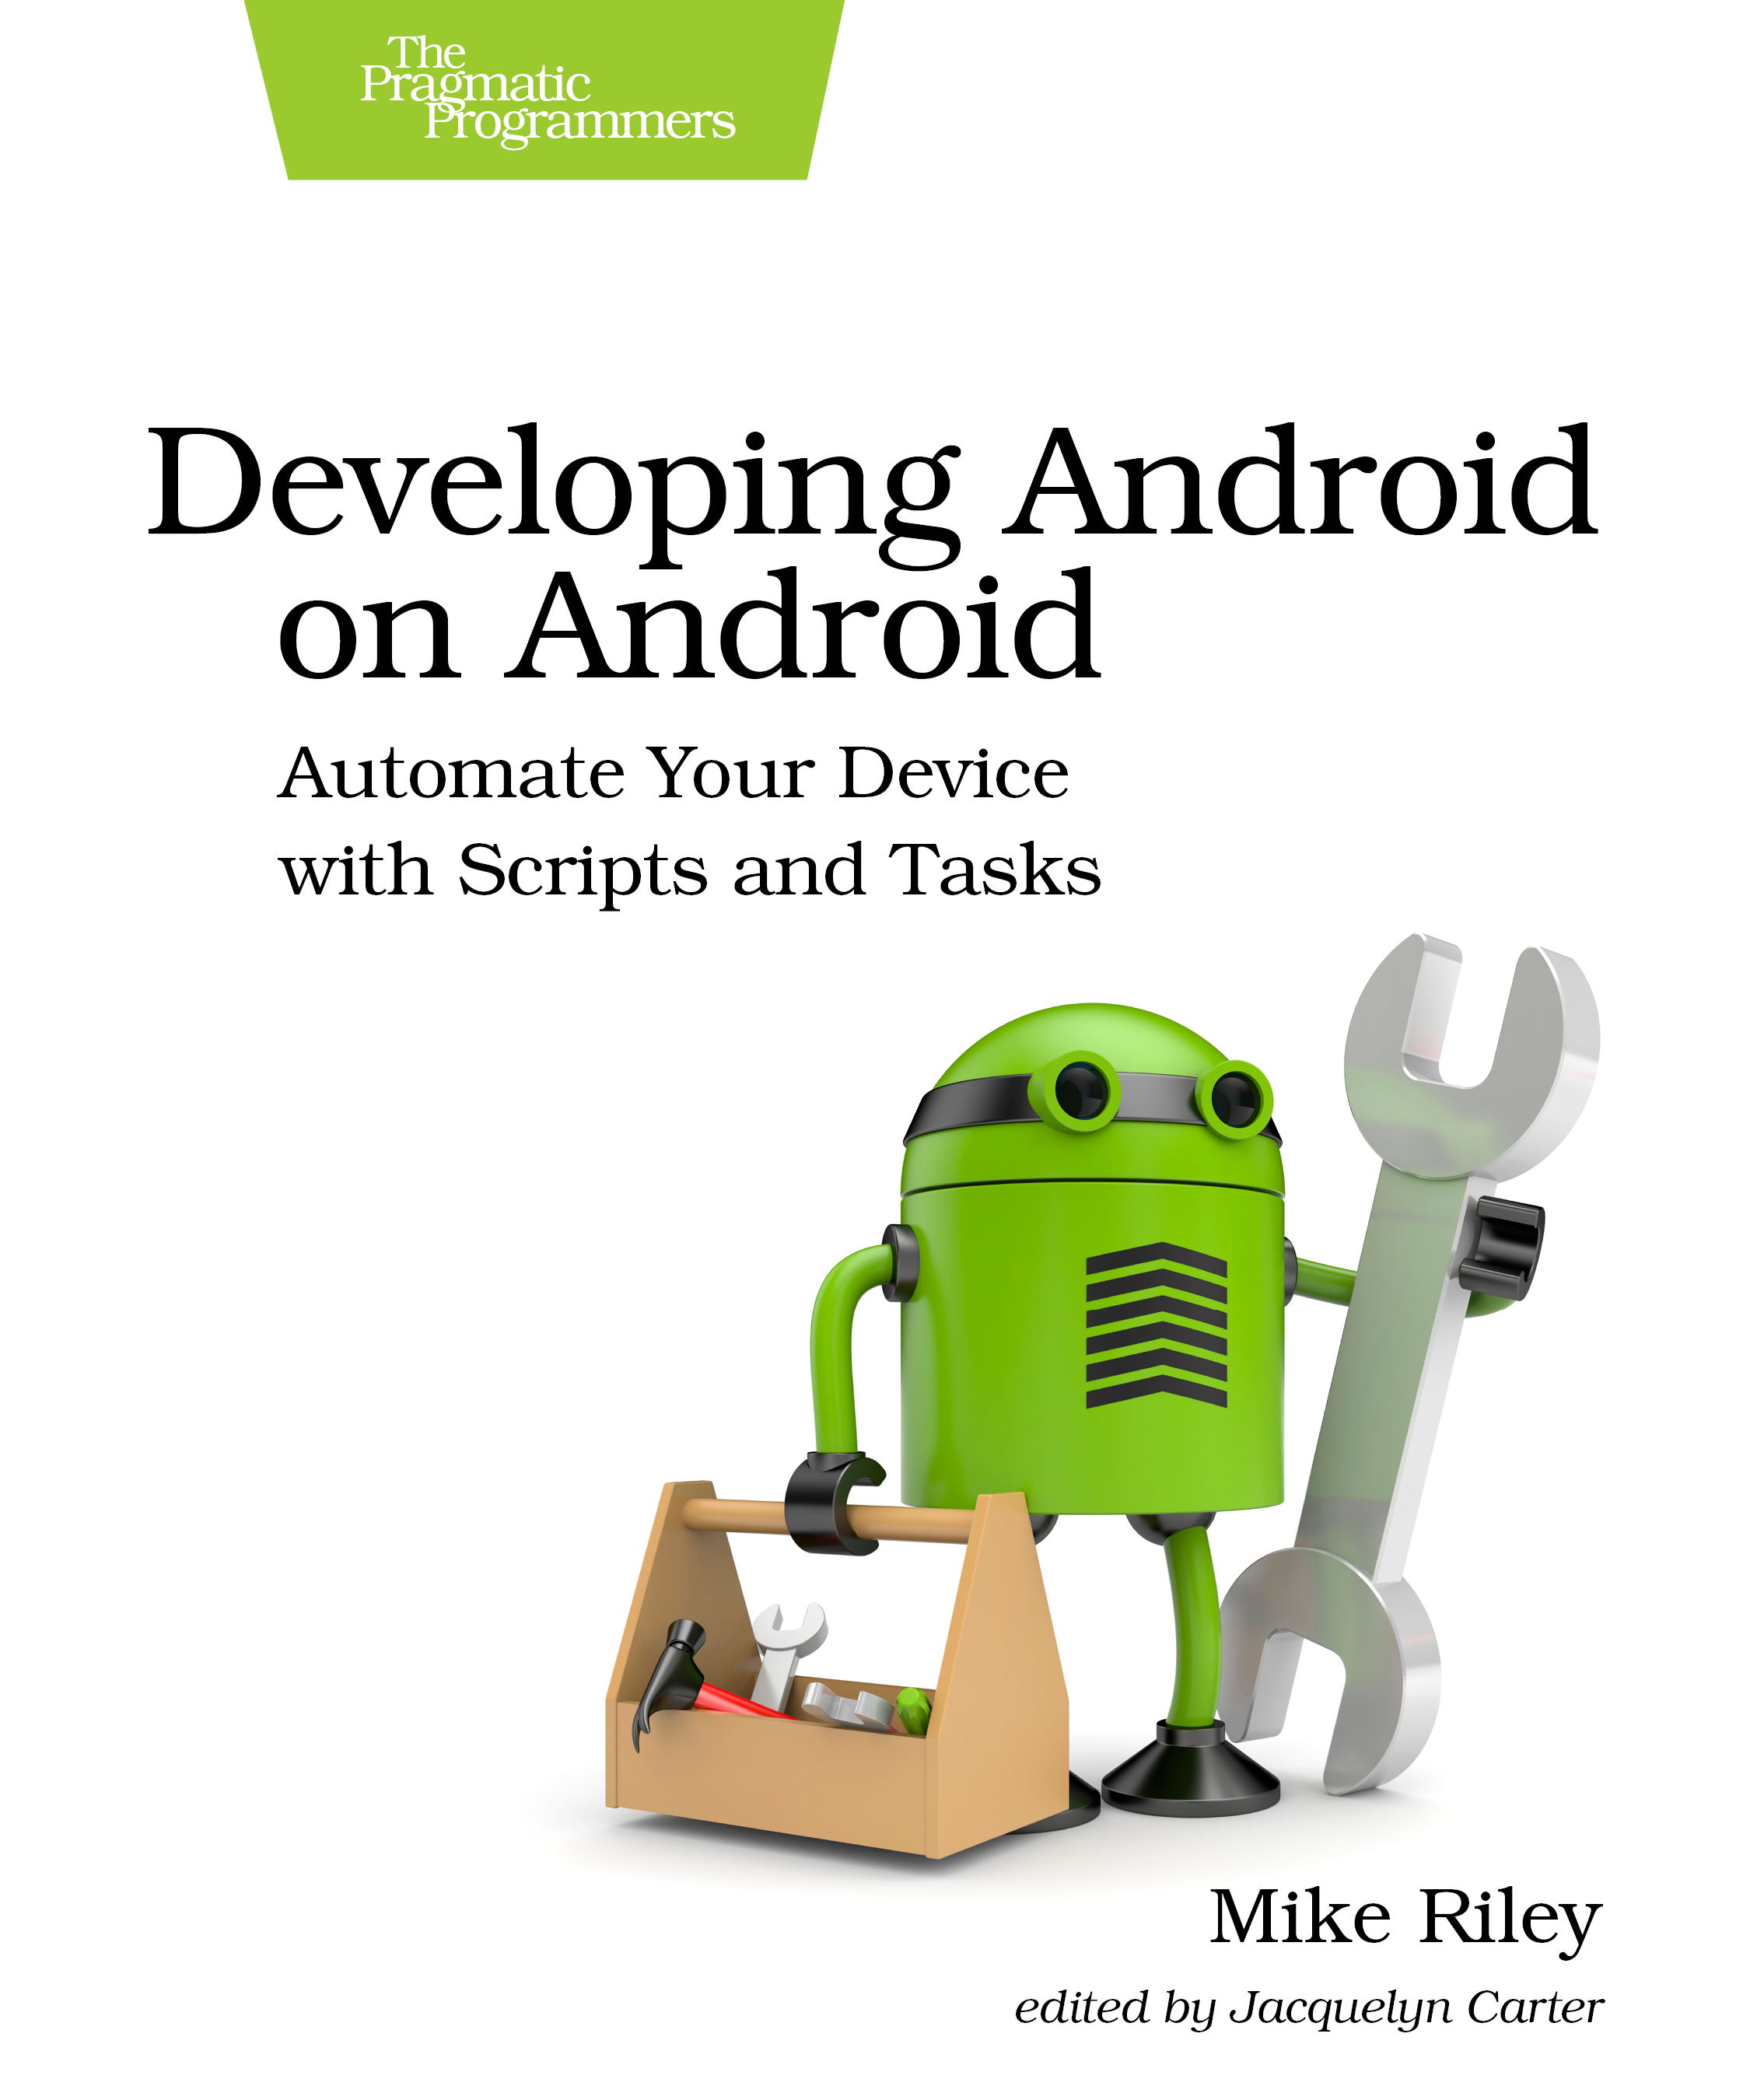 The
Pragmatic
Programmers
Developing Android
on Android
Automate Your Device
with Scripts and Tasks
Mike Riley
edited by Jacquelyn Carter